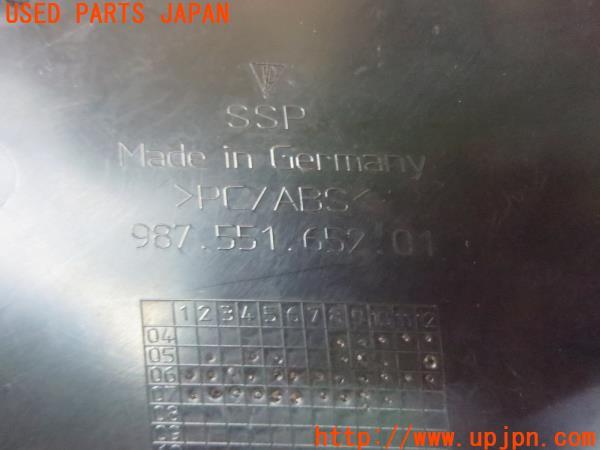 USED PARTS JAPAN
SSP
Made in Germany
>PC/ABS<
987.551.652.01
1 2 3 4 5 6 7 8 9 10 11 12
04
05
06
07
http://www.upjpn.com/